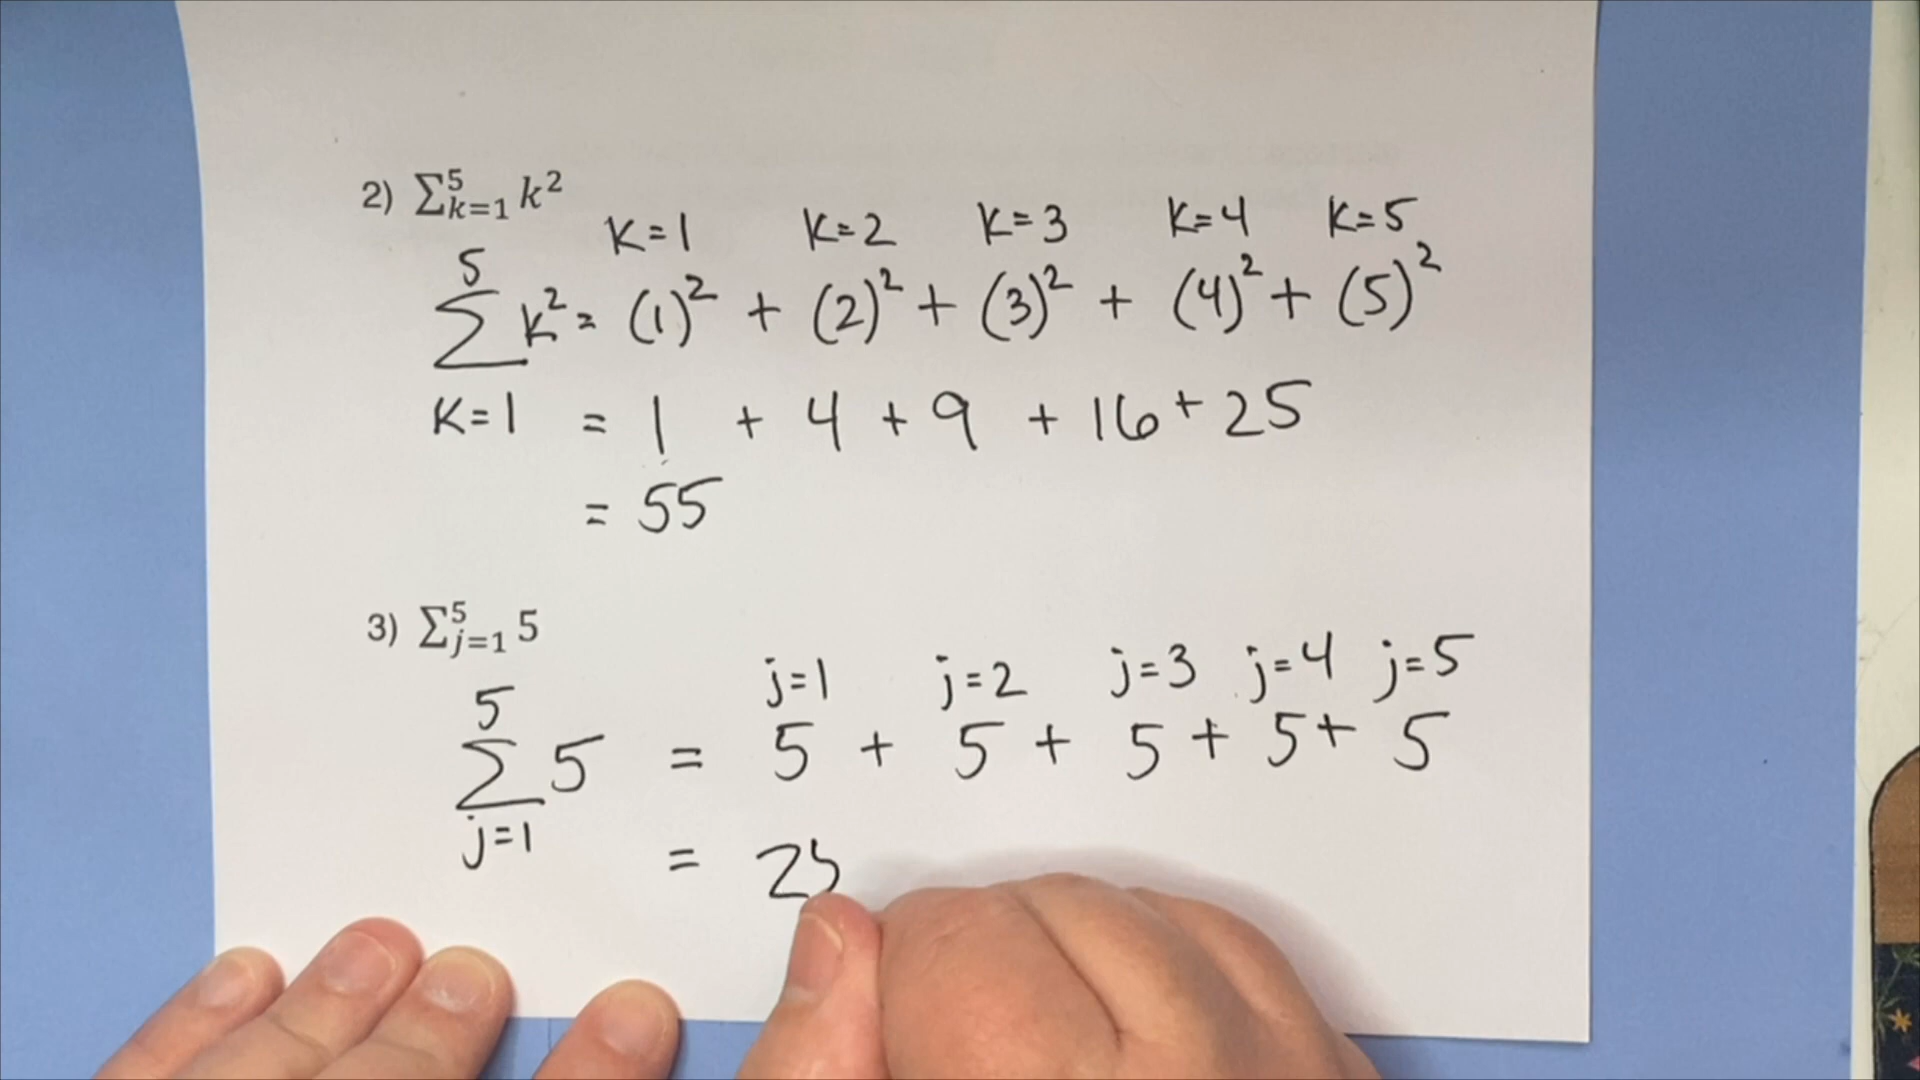 2) ∑⁵ₖ₌₁ k²
K=1 K=2 K=3 K=4 K=5
5
∑ k² = (1)² + (2)² + (3)² + (4)² + (5)²
K=1 = 1 + 4 + 9 + 16 + 25
= 55
3) ∑⁵ⱼ₌₁ 5
j=1 j=2 j=3 j=4 j=5
5
∑ 5 = 5 + 5 + 5 + 5 + 5
j=1
= 25